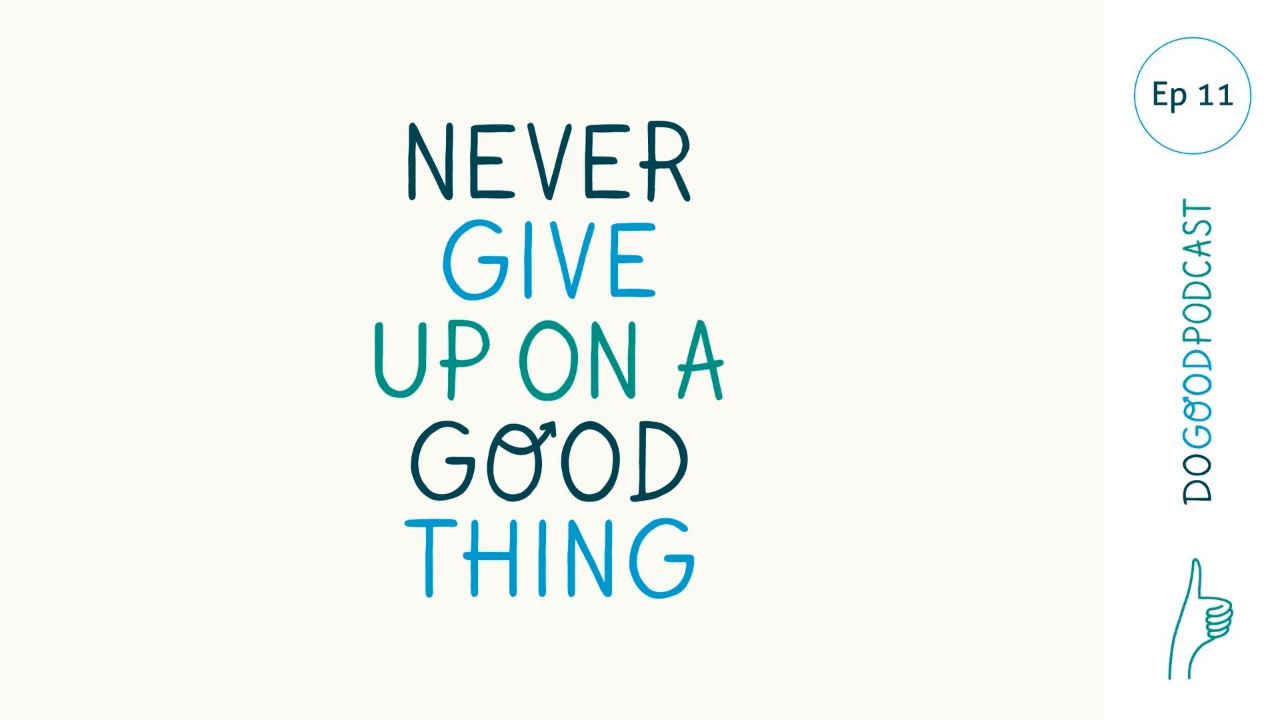 NEVER
GIVE
UP ON A
GOOD
THING
Ep 11
DOGOODPODCAST